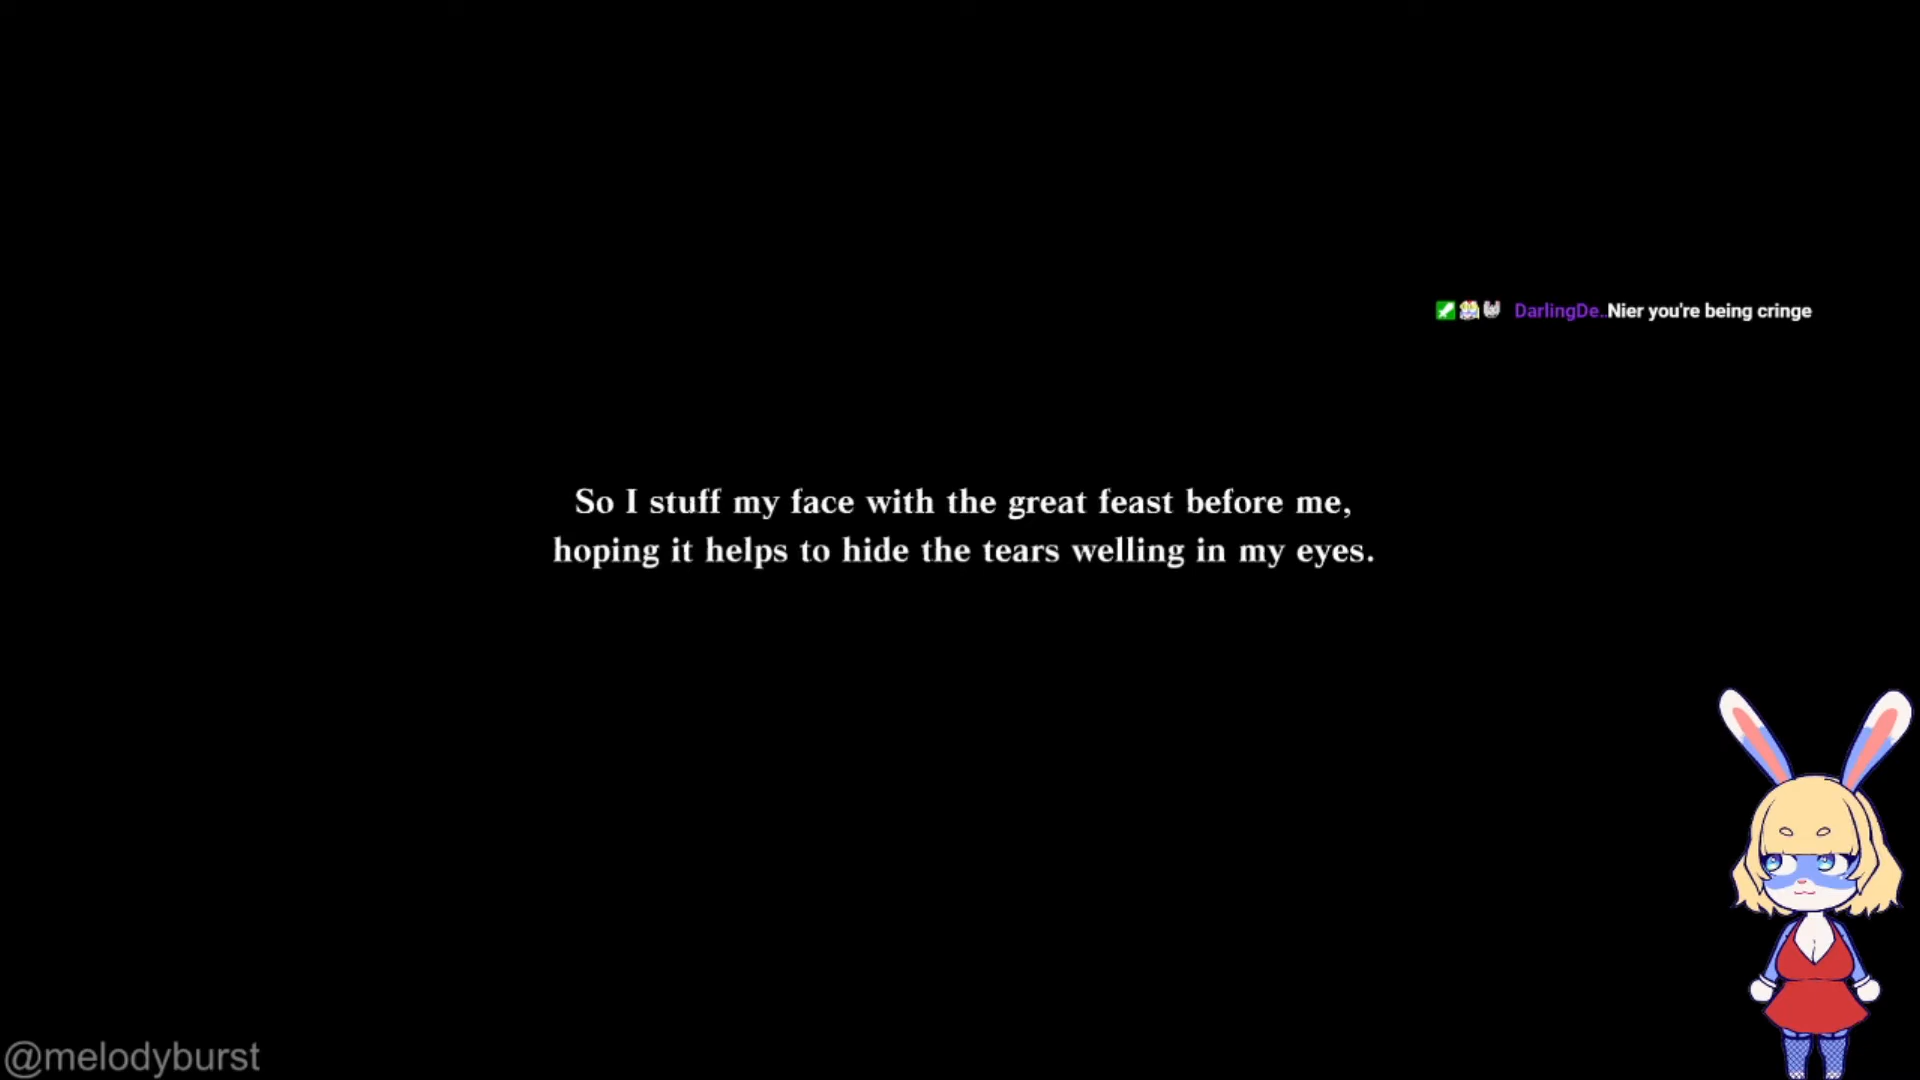 DarlingDe..Nier you're being cringe
So I stuff my face with the great feast before me,
hoping it helps to hide the tears welling in my eyes.
@melodyburst